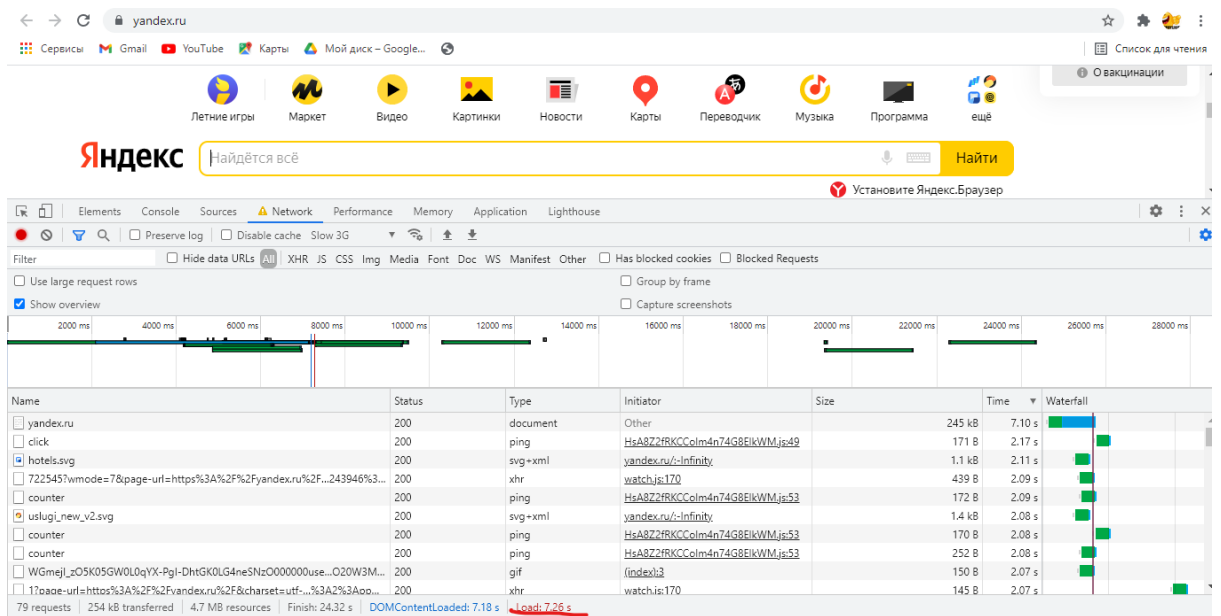 yandex.ru
Сервисы Gmail YouTube Карты Мой диск – Google... Список для чтения
О вакцинации
Летние игры Маркет Видео Картинки Новости Карты Переводчик Музыка Программа ещё
Яндекс Найдётся всё Найти
Установите Яндекс.Браузер
Elements Console Sources Network Performance Memory Application Lighthouse
Preserve log Disable cache Slow 3G
Filter Hide data URLs All XHR JS CSS Img Media Font Doc WS Manifest Other Has blocked cookies Blocked Requests
Use large request rows Group by frame
Show overview Capture screenshots
2000 ms 4000 ms 6000 ms 8000 ms 10000 ms 12000 ms 14000 ms 16000 ms 18000 ms 20000 ms 22000 ms 24000 ms 26000 ms 28000 ms
Name Status Type Initiator Size Time Waterfall
yandex.ru 200 document Other 245 kB 7.10 s
click 200 ping HsA8Z2fRKCColm4n74G8ElkWM.js:49 171 B 2.17 s
hotels.svg 200 svg+xml yandex.ru/:-Infinity 1.1 kB 2.11 s
722545?wmode=7&page-url=https%3A%2F%2Fyandex.ru%2F...243946%3... 200 xhr watch.js:170 439 B 2.09 s
counter 200 ping HsA8Z2fRKCColm4n74G8ElkWM.js:53 172 B 2.09 s
uslugi_new_v2.svg 200 svg+xml yandex.ru/:-Infinity 1.4 kB 2.08 s
counter 200 ping HsA8Z2fRKCColm4n74G8ElkWM.js:53 170 B 2.08 s
counter 200 ping HsA8Z2fRKCColm4n74G8ElkWM.js:53 252 B 2.08 s
WGmejI_zO5K05GW0L0qYX-PgI-DhtGK0LG4neSNzO000000use...O20W3M... 200 gif (index):3 150 B 2.07 s
1?page-url=https%3A%2F%2Fyandex.ru%2F&charset=utf-...%3A2%3App... 200 xhr watch.js:170 145 B 2.07 s
79 requests 254 kB transferred 4.7 MB resources Finish: 24.32 s DOMContentLoaded: 7.18 s Load: 7.26 s